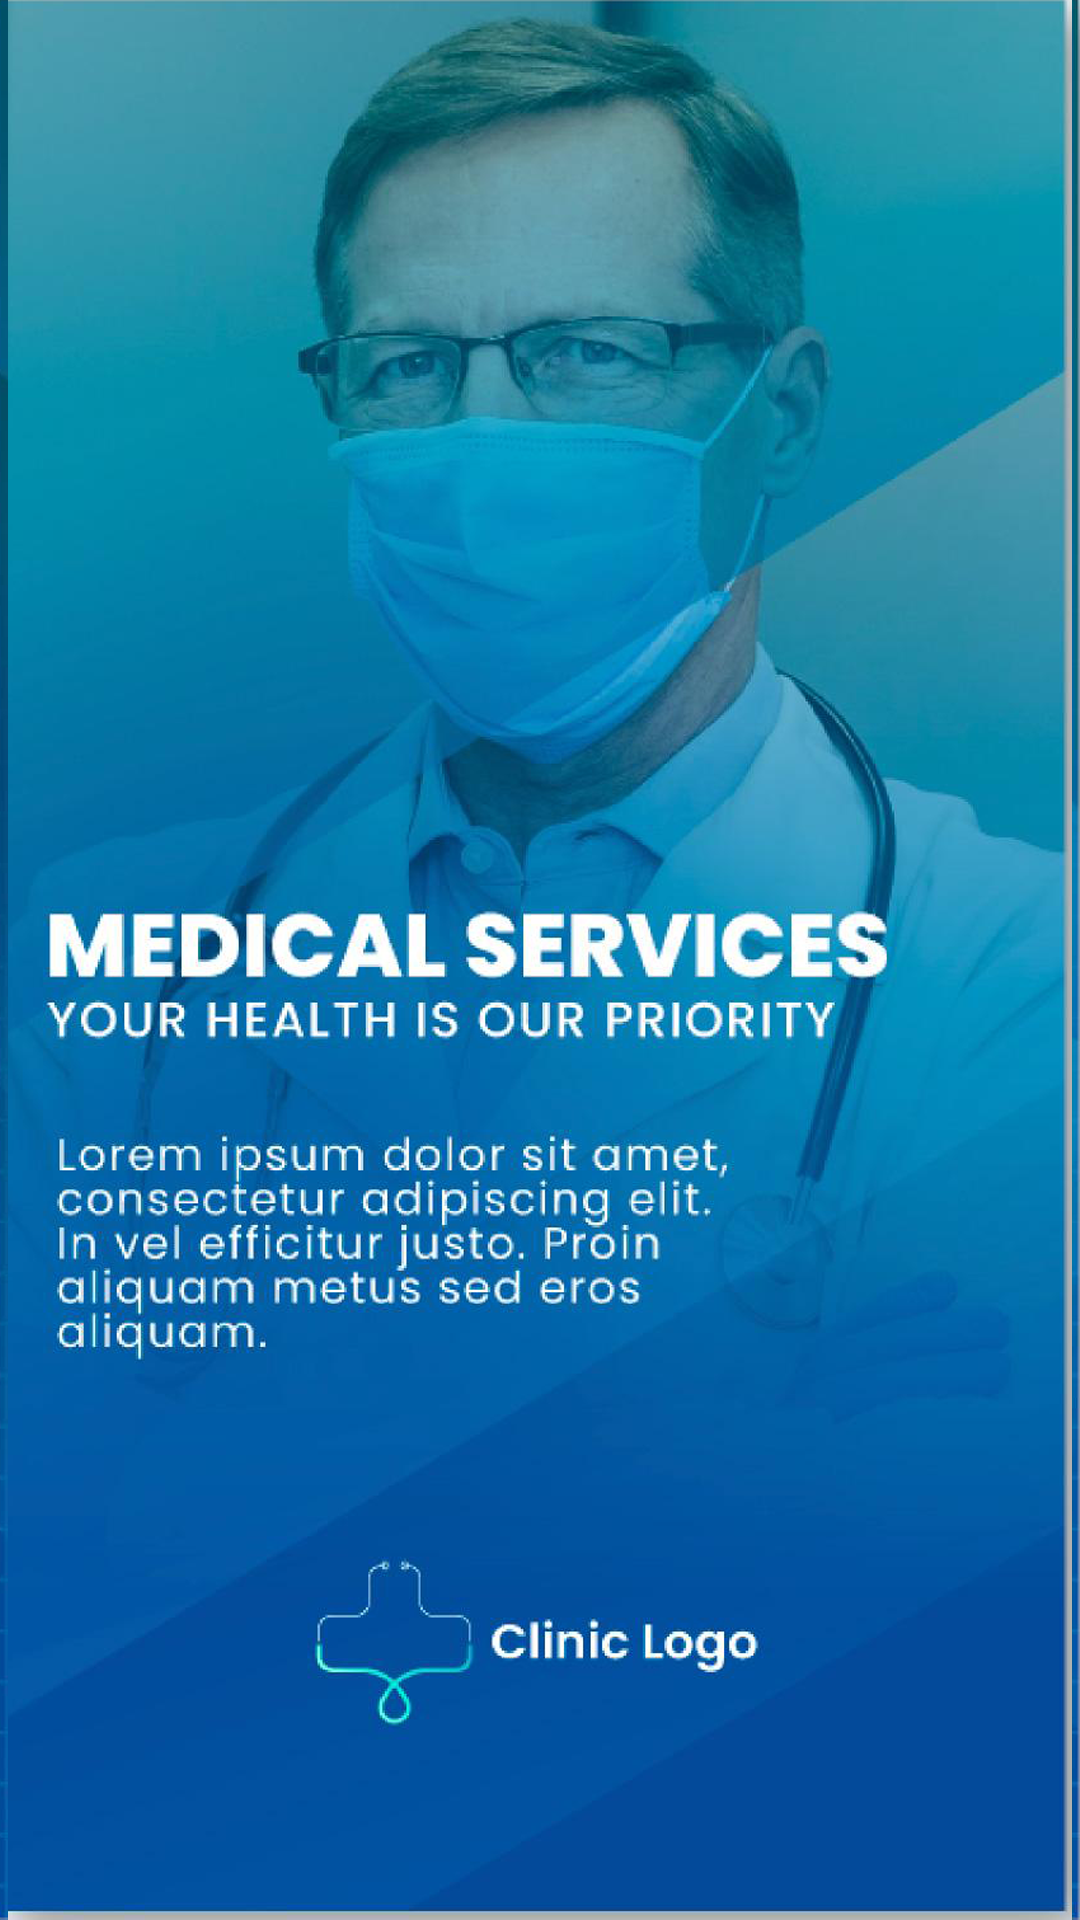 MEDICAL SERVICES
YOUR HEALTH IS OUR PRIORITY
Lorem ipsum dolor sit amet,
consectetur adipiscing elit.
In vel efficitur justo. Proin
aliquam metus sed eros
aliquam.
Clinic Logo